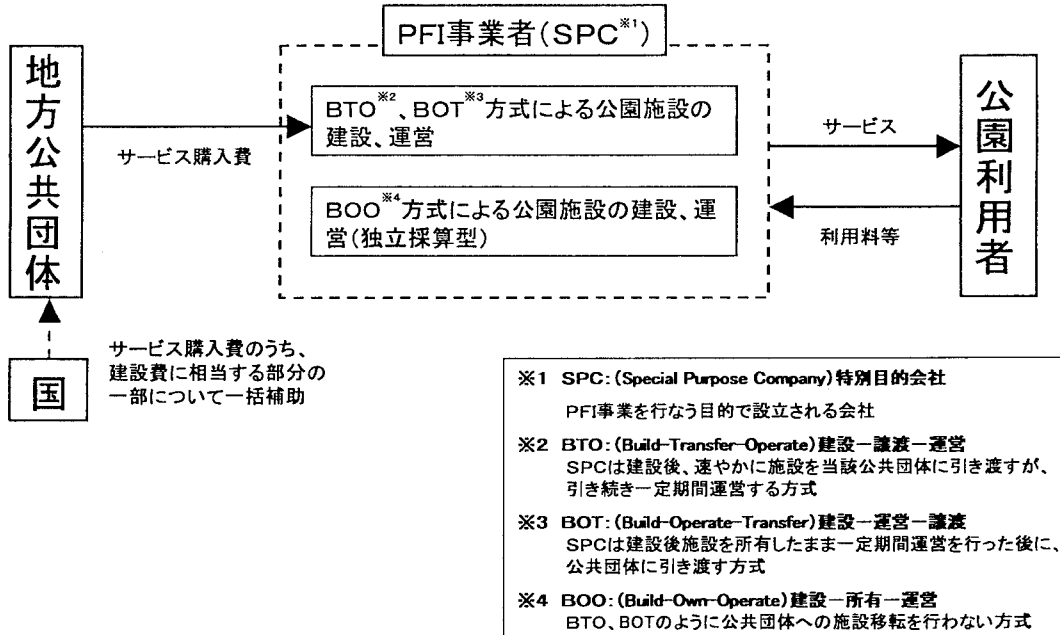 PFI事業者(SPC※1)
地方公共団体
BTO※2、BOT※3方式による公園施設の
建設、運営
サービス購入費
BOO※4方式による公園施設の建設、運
営(独立採算型)
サービス
利用料等
公園利用者
国
サービス購入費のうち、
建設費に相当する部分の
一部について一括補助
※1 SPC:(Special Purpose Company)特別目的会社
PFI事業を行なう目的で設立される会社
※2 BTO:(Build-Transfer-Operate)建設-譲渡-運営
SPCは建設後、速やかに施設を当該公共団体に引き渡すが、
引き続き一定期間運営する方式
※3 BOT:(Build-Operate-Transfer)建設-運営-譲渡
SPCは建設後施設を所有したまま一定期間運営を行った後に、
公共団体に引き渡す方式
※4 BOO:(Build-Own-Operate)建設-所有-運営
BTO、BOTのように公共団体への施設移転を行わない方式